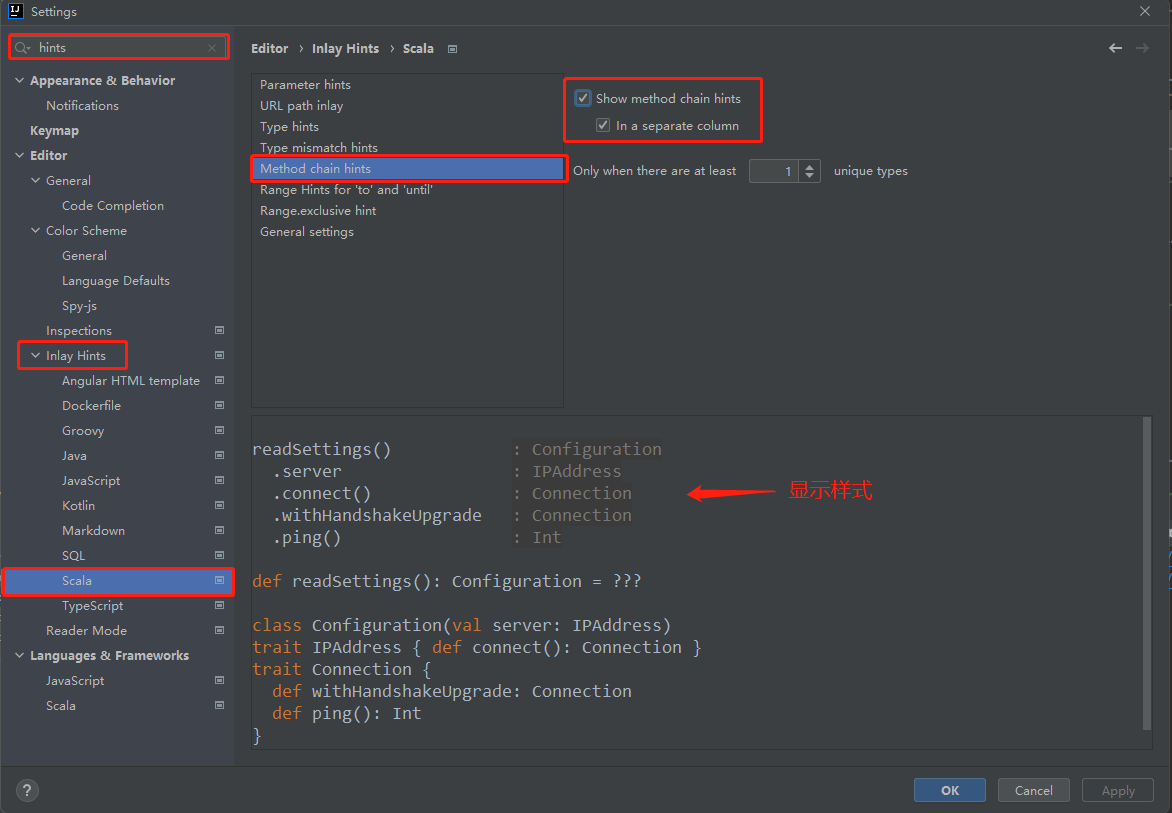 IJ Settings
hints
Appearance & Behavior
Notifications
Keymap
Editor
General
Code Completion
Color Scheme
General
Language Defaults
Spy-js
Inspections
Inlay Hints
Angular HTML template
Dockerfile
Groovy
Java
JavaScript
Kotlin
Markdown
SQL
Scala
TypeScript
Reader Mode
Languages & Frameworks
JavaScript
Scala
Editor › Inlay Hints › Scala
Parameter hints
URL path inlay
Type hints
Type mismatch hints
Method chain hints
Range Hints for 'to' and 'until'
Range.exclusive hint
General settings
Show method chain hints
In a separate column
Only when there are at least 1 unique types
readSettings() : Configuration
.server : IPAddress
.connect() : Connection
.withHandshakeUpgrade : Connection
.ping() : Int
显示样式
def readSettings(): Configuration = ???
class Configuration(val server: IPAddress)
trait IPAddress { def connect(): Connection }
trait Connection {
def withHandshakeUpgrade: Connection
def ping(): Int
}
?
OK Cancel Apply